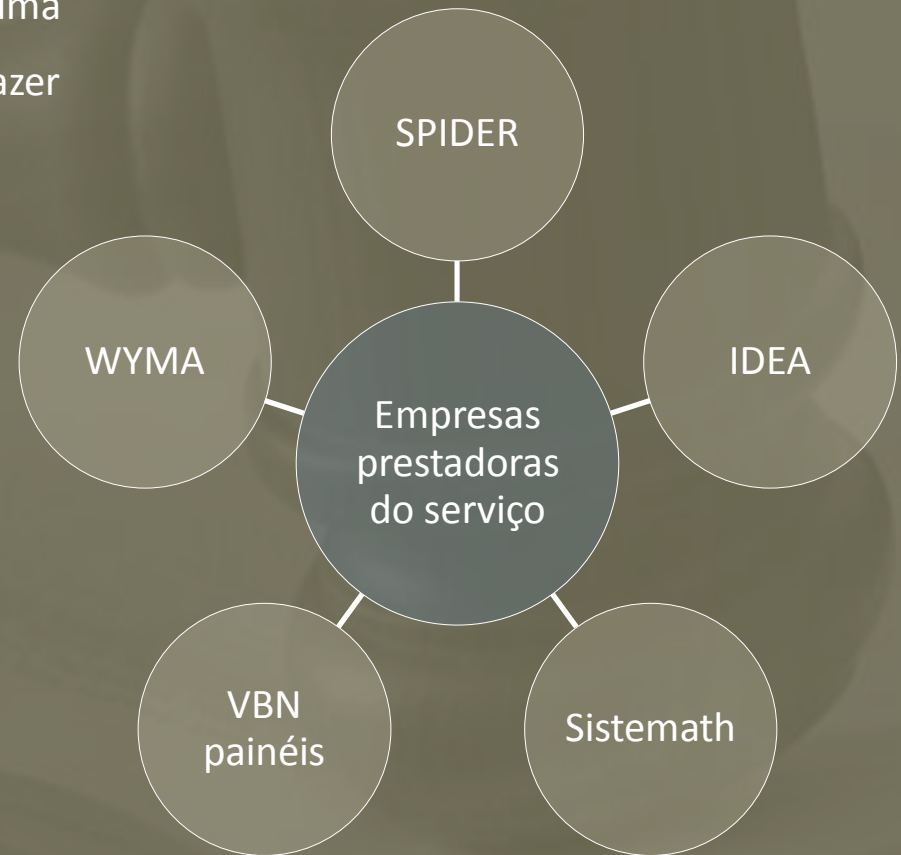 SPIDER
WYMA
IDEA
Empresas
prestadoras
do serviço
VBN
painéis
Sistemath